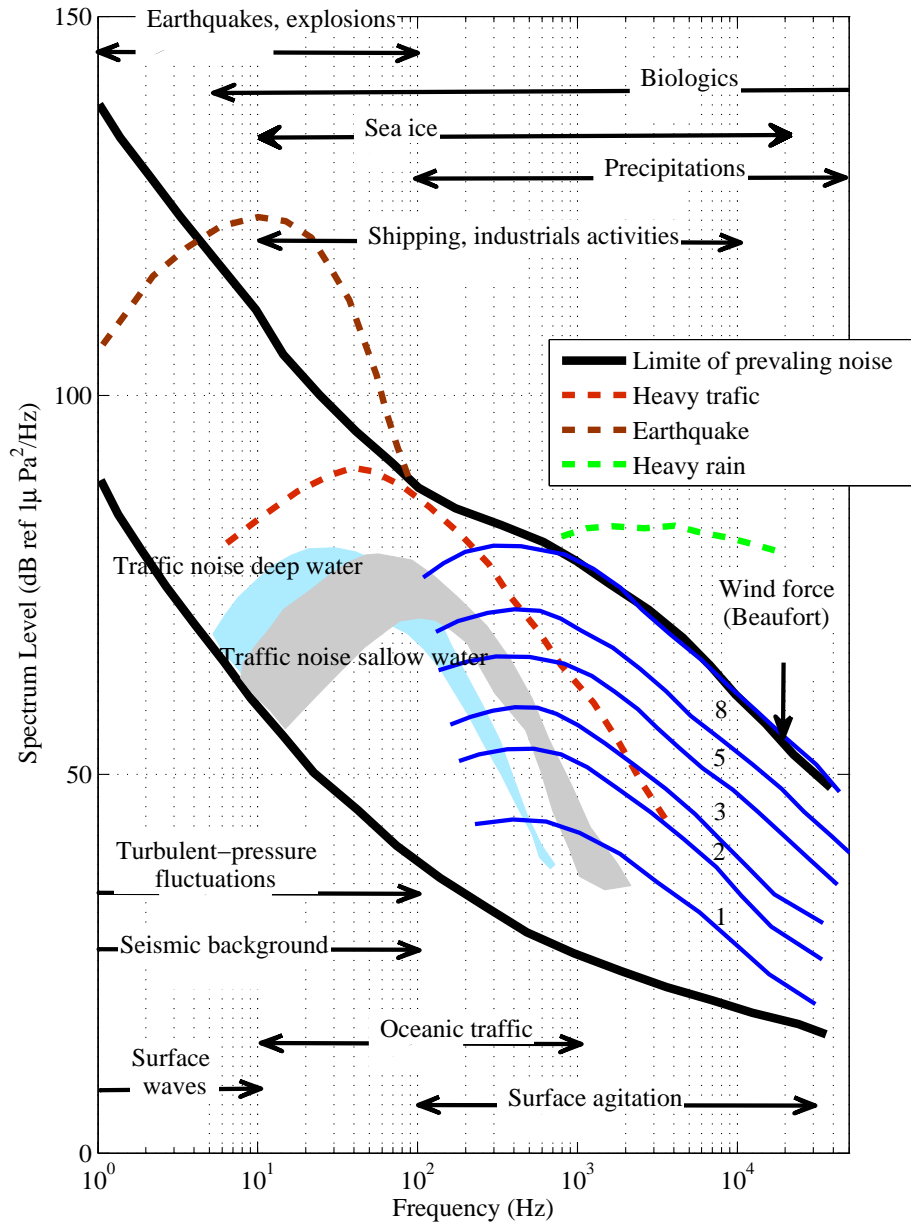 150
Earthquakes, explosions
Biologics
Sea ice
Precipitations
Shipping, industrials activities
Limite of prevaling noise
Heavy trafic
Earthquake
Heavy rain
100
Traffic noise deep water
Wind force
(Beaufort)
Traffic noise sallow water
8
5
3
2
1
50
Turbulent–pressure
fluctuations
Seismic background
Oceanic traffic
Surface
waves
Surface agitation
0
10⁰ 10¹ 10² 10³ 10⁴
Frequency (Hz)
Spectrum Level (dB ref 1μ Pa²/Hz)